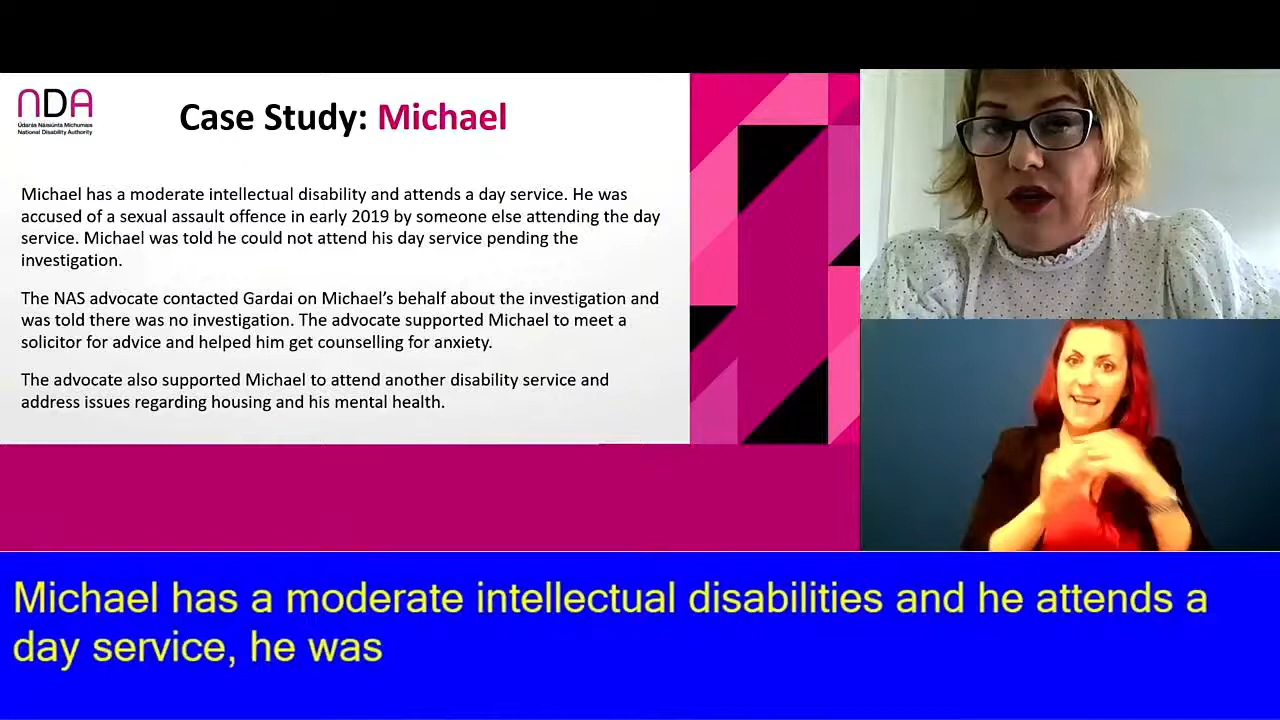 NDA
Údarás Náisiúnta Míchumais
National Disability Authority
Case Study: Michael
Michael has a moderate intellectual disability and attends a day service. He was
accused of a sexual assault offence in early 2019 by someone else attending the day
service. Michael was told he could not attend his day service pending the
investigation.
The NAS advocate contacted Gardai on Michael’s behalf about the investigation and
was told there was no investigation. The advocate supported Michael to meet a
solicitor for advice and helped him get counselling for anxiety.
The advocate also supported Michael to attend another disability service and
address issues regarding housing and his mental health.
Michael has a moderate intellectual disabilities and he attends a
day service, he was